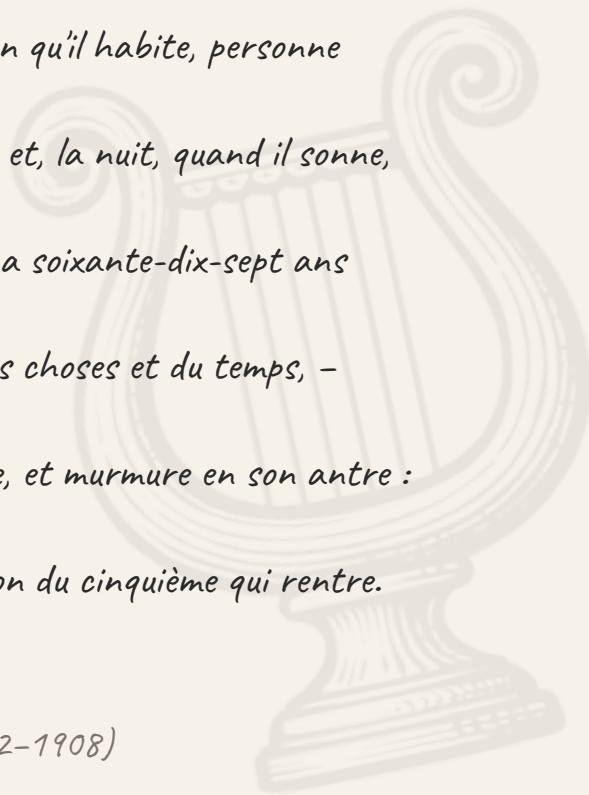 n qu'il habite, personne
et, la nuit, quand il sonne,
a soixante-dix-sept ans
s choses et du temps, –
e, et murmure en son antre :
on du cinquième qui rentre.
2–1908)